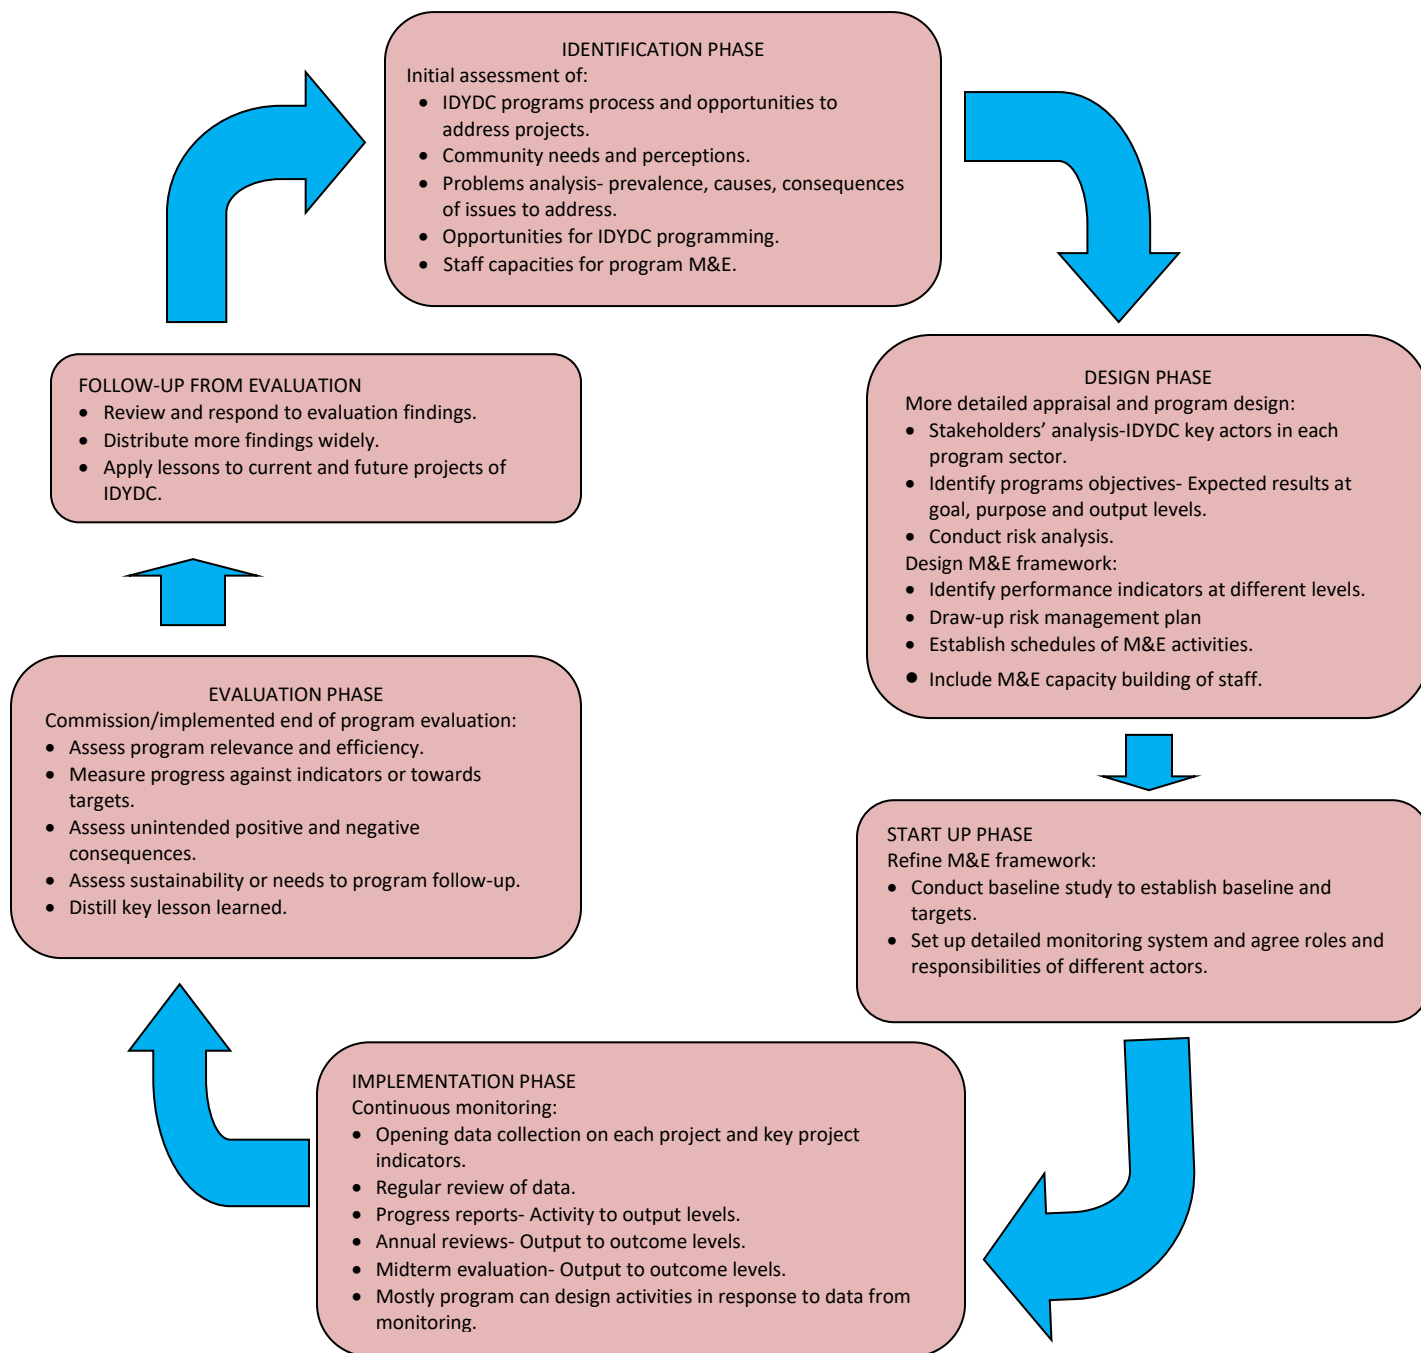 IDENTIFICATION PHASE
Initial assessment of:
• IDYDC programs process and opportunities to
address projects.
• Community needs and perceptions.
• Problems analysis- prevalence, causes, consequences
of issues to address.
• Opportunities for IDYDC programming.
• Staff capacities for program M&E.
DESIGN PHASE
More detailed appraisal and program design:
• Stakeholders’ analysis-IDYDC key actors in each
program sector.
• Identify programs objectives- Expected results at
goal, purpose and output levels.
• Conduct risk analysis.
Design M&E framework:
• Identify performance indicators at different levels.
• Draw-up risk management plan
• Establish schedules of M&E activities.
• Include M&E capacity building of staff.
START UP PHASE
Refine M&E framework:
• Conduct baseline study to establish baseline and
targets.
• Set up detailed monitoring system and agree roles and
responsibilities of different actors.
IMPLEMENTATION PHASE
Continuous monitoring:
• Opening data collection on each project and key project
indicators.
• Regular review of data.
• Progress reports- Activity to output levels.
• Annual reviews- Output to outcome levels.
• Midterm evaluation- Output to outcome levels.
• Mostly program can design activities in response to data from
monitoring.
EVALUATION PHASE
Commission/implemented end of program evaluation:
• Assess program relevance and efficiency.
• Measure progress against indicators or towards
targets.
• Assess unintended positive and negative
consequences.
• Assess sustainability or needs to program follow-up.
• Distill key lesson learned.
FOLLOW-UP FROM EVALUATION
• Review and respond to evaluation findings.
• Distribute more findings widely.
• Apply lessons to current and future projects of
IDYDC.